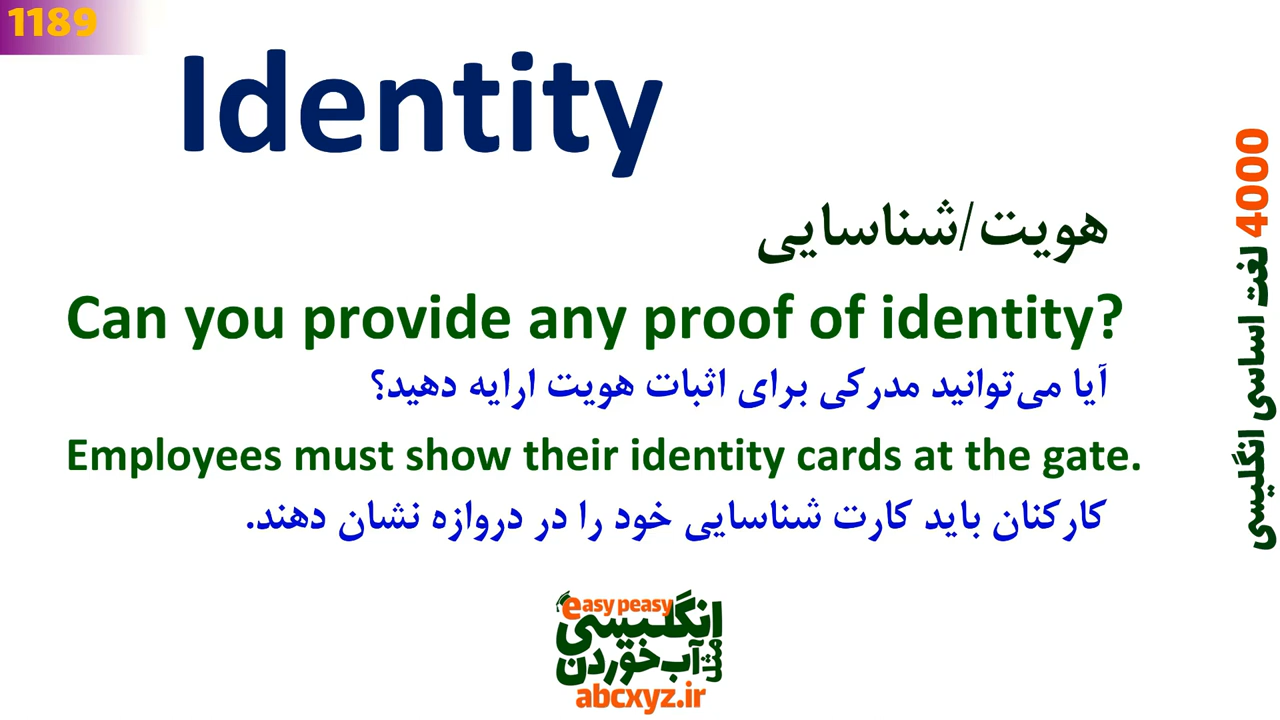 1189
Identity
هویت/شناسایی
Can you provide any proof of identity?
آیا می‌توانید مدرکی برای اثبات هویت ارایه دهید؟
Employees must show their identity cards at the gate.
کارکنان باید کارت شناسایی خود را در دروازه نشان دهند.
4000 لغت اساسی انگلیسی
easy peasy
انگلیسی
مثل آب خوردن
abcxyz.ir